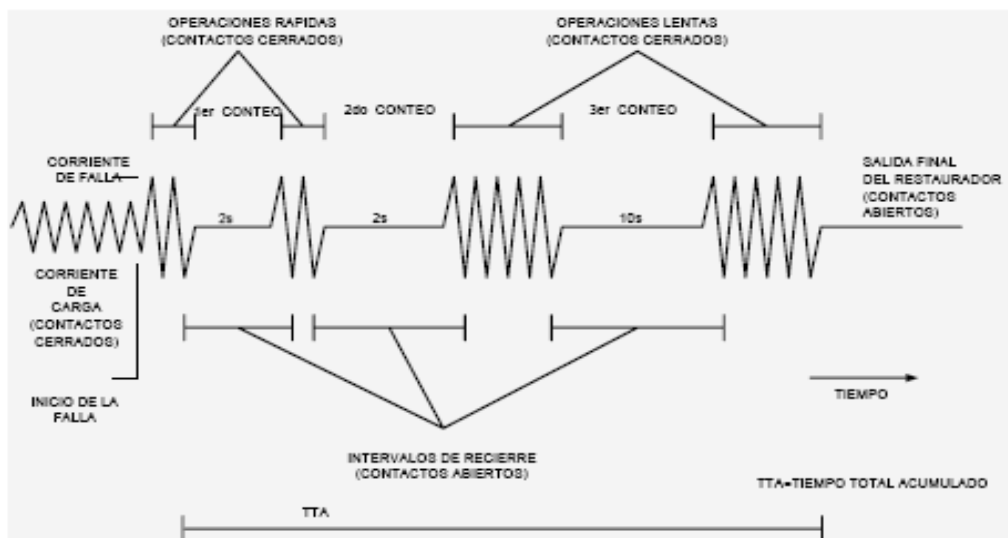 OPERACIONES RAPIDAS
(CONTACTOS CERRADOS)
OPERACIONES LENTAS
(CONTACTOS CERRADOS)
1er CONTEO
2do CONTEO
3er CONTEO
CORRIENTE
DE FALLA
SALIDA FINAL
DEL RESTAURADOR
(CONTACTOS
ABIERTOS)
2s
2s
10s
CORRIENTE
DE
CARGA
(CONTACTOS
CERRADOS)
INICIO DE LA
FALLA
TIEMPO
INTERVALOS DE RECIERRE
(CONTACTOS ABIERTOS)
TTA=TIEMPO TOTAL ACUMULADO
TTA